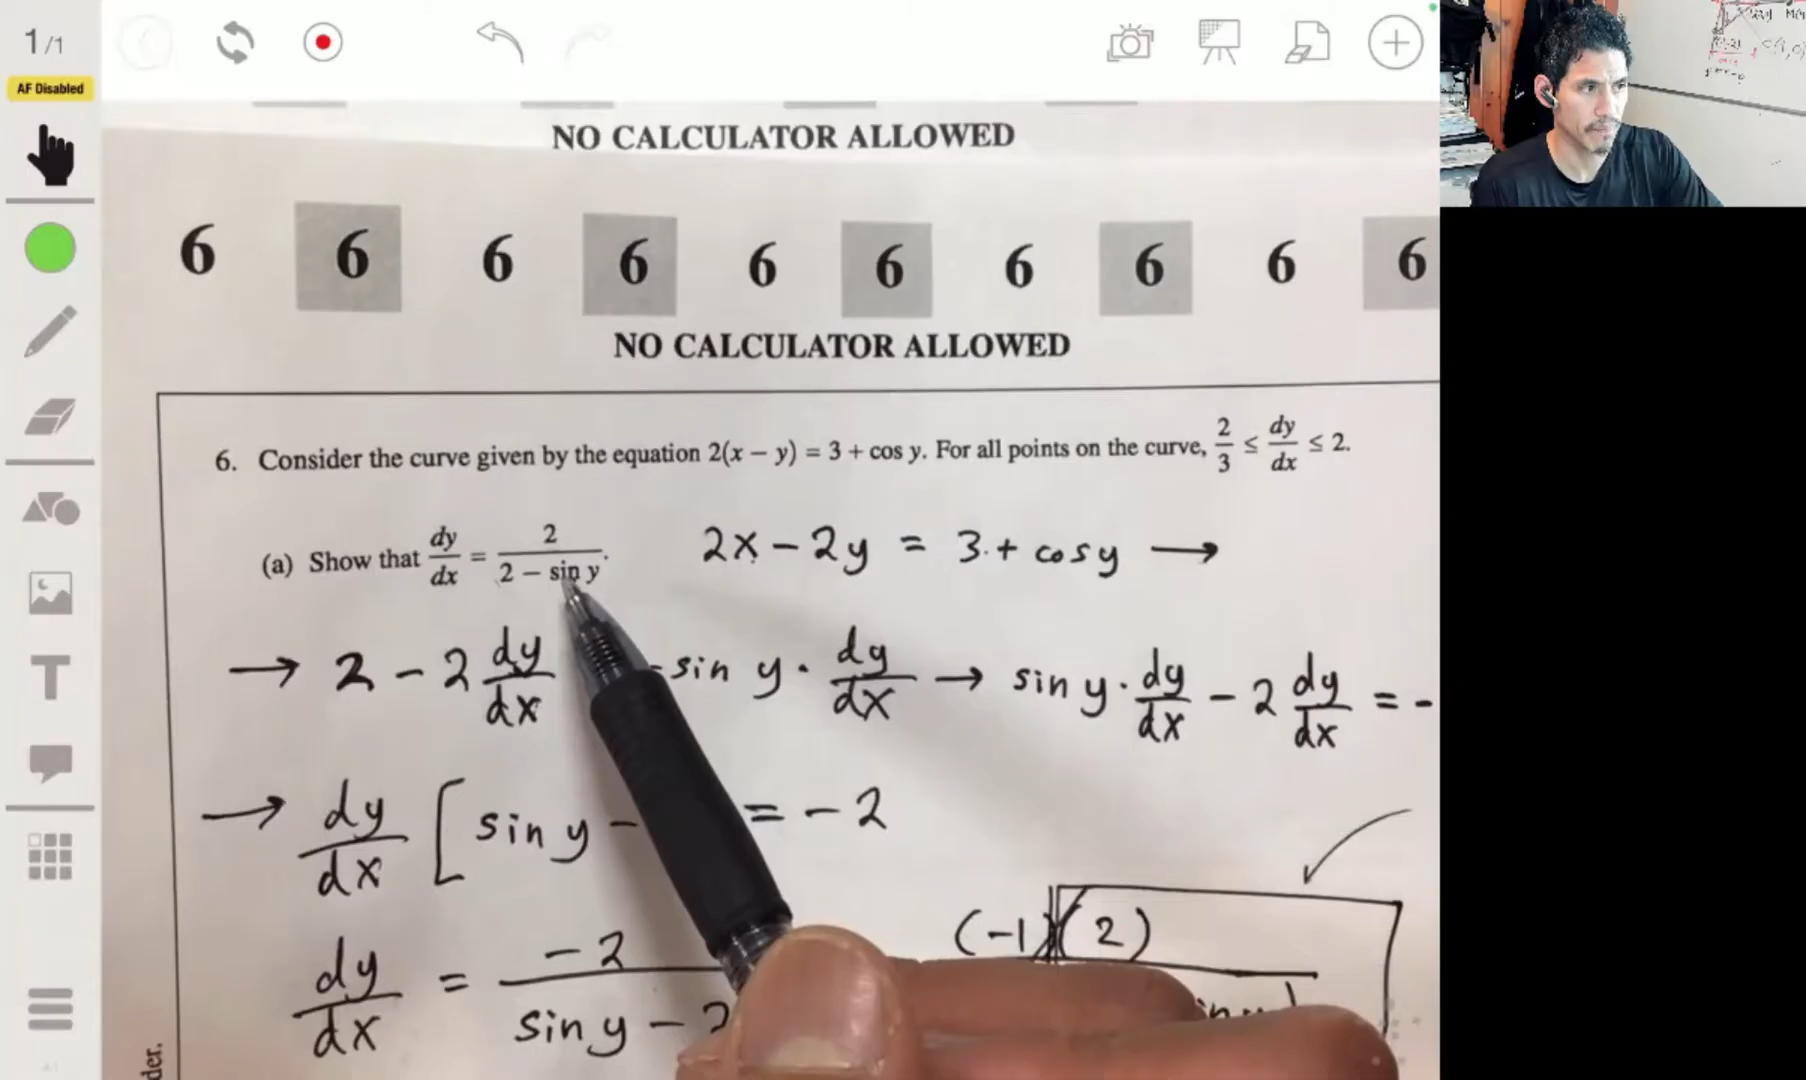 1/1
AF Disabled
NO CALCULATOR ALLOWED
6 6 6 6 6 6 6 6 6 6
NO CALCULATOR ALLOWED
6. Consider the curve given by the equation 2(x − y) = 3 + cos y. For all points on the curve, 2/3 ≤ dy/dx ≤ 2.
(a) Show that dy/dx = 2/(2 − sin y).
2x − 2y = 3 + cos y →
→ 2 − 2 dy/dx - sin y · dy/dx → sin y · dy/dx − 2 dy/dx = -
→ dy/dx [ sin y − = − 2
(-1)(2)
dy/dx = −2/(sin y − 2
T
der.